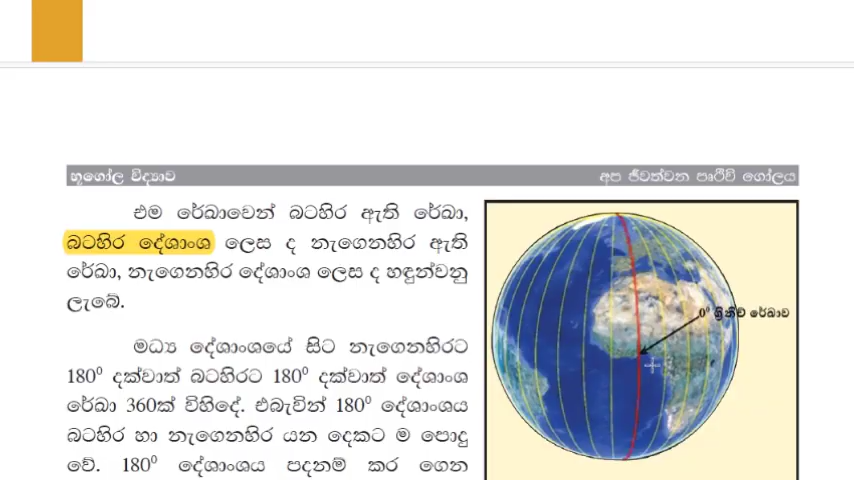 භූගෝල විද්‍යාව
අප ජීවත්වන පෘථිවි ගෝලය
එම රේඛාවෙන් බටහිර ඇති රේඛා,
බටහිර දේශාංශ ලෙස ද නැගෙනහිර ඇති
රේඛා, නැගෙනහිර දේශාංශ ලෙස ද හඳුන්වනු
ලැබේ.
0⁰ ග්‍රිනිච් රේඛාව
මධ්‍ය දේශාංශයේ සිට නැගෙනහිරට
180⁰ දක්වාත් බටහිරට 180⁰ දක්වාත් දේශාංශ
රේඛා 360ක් විහිදේ. එබැවින් 180⁰ දේශාංශය
බටහිර හා නැගෙනහිර යන දෙකට ම පොදු
වේ. 180⁰ දේශාංශය පදනම් කර ගෙන